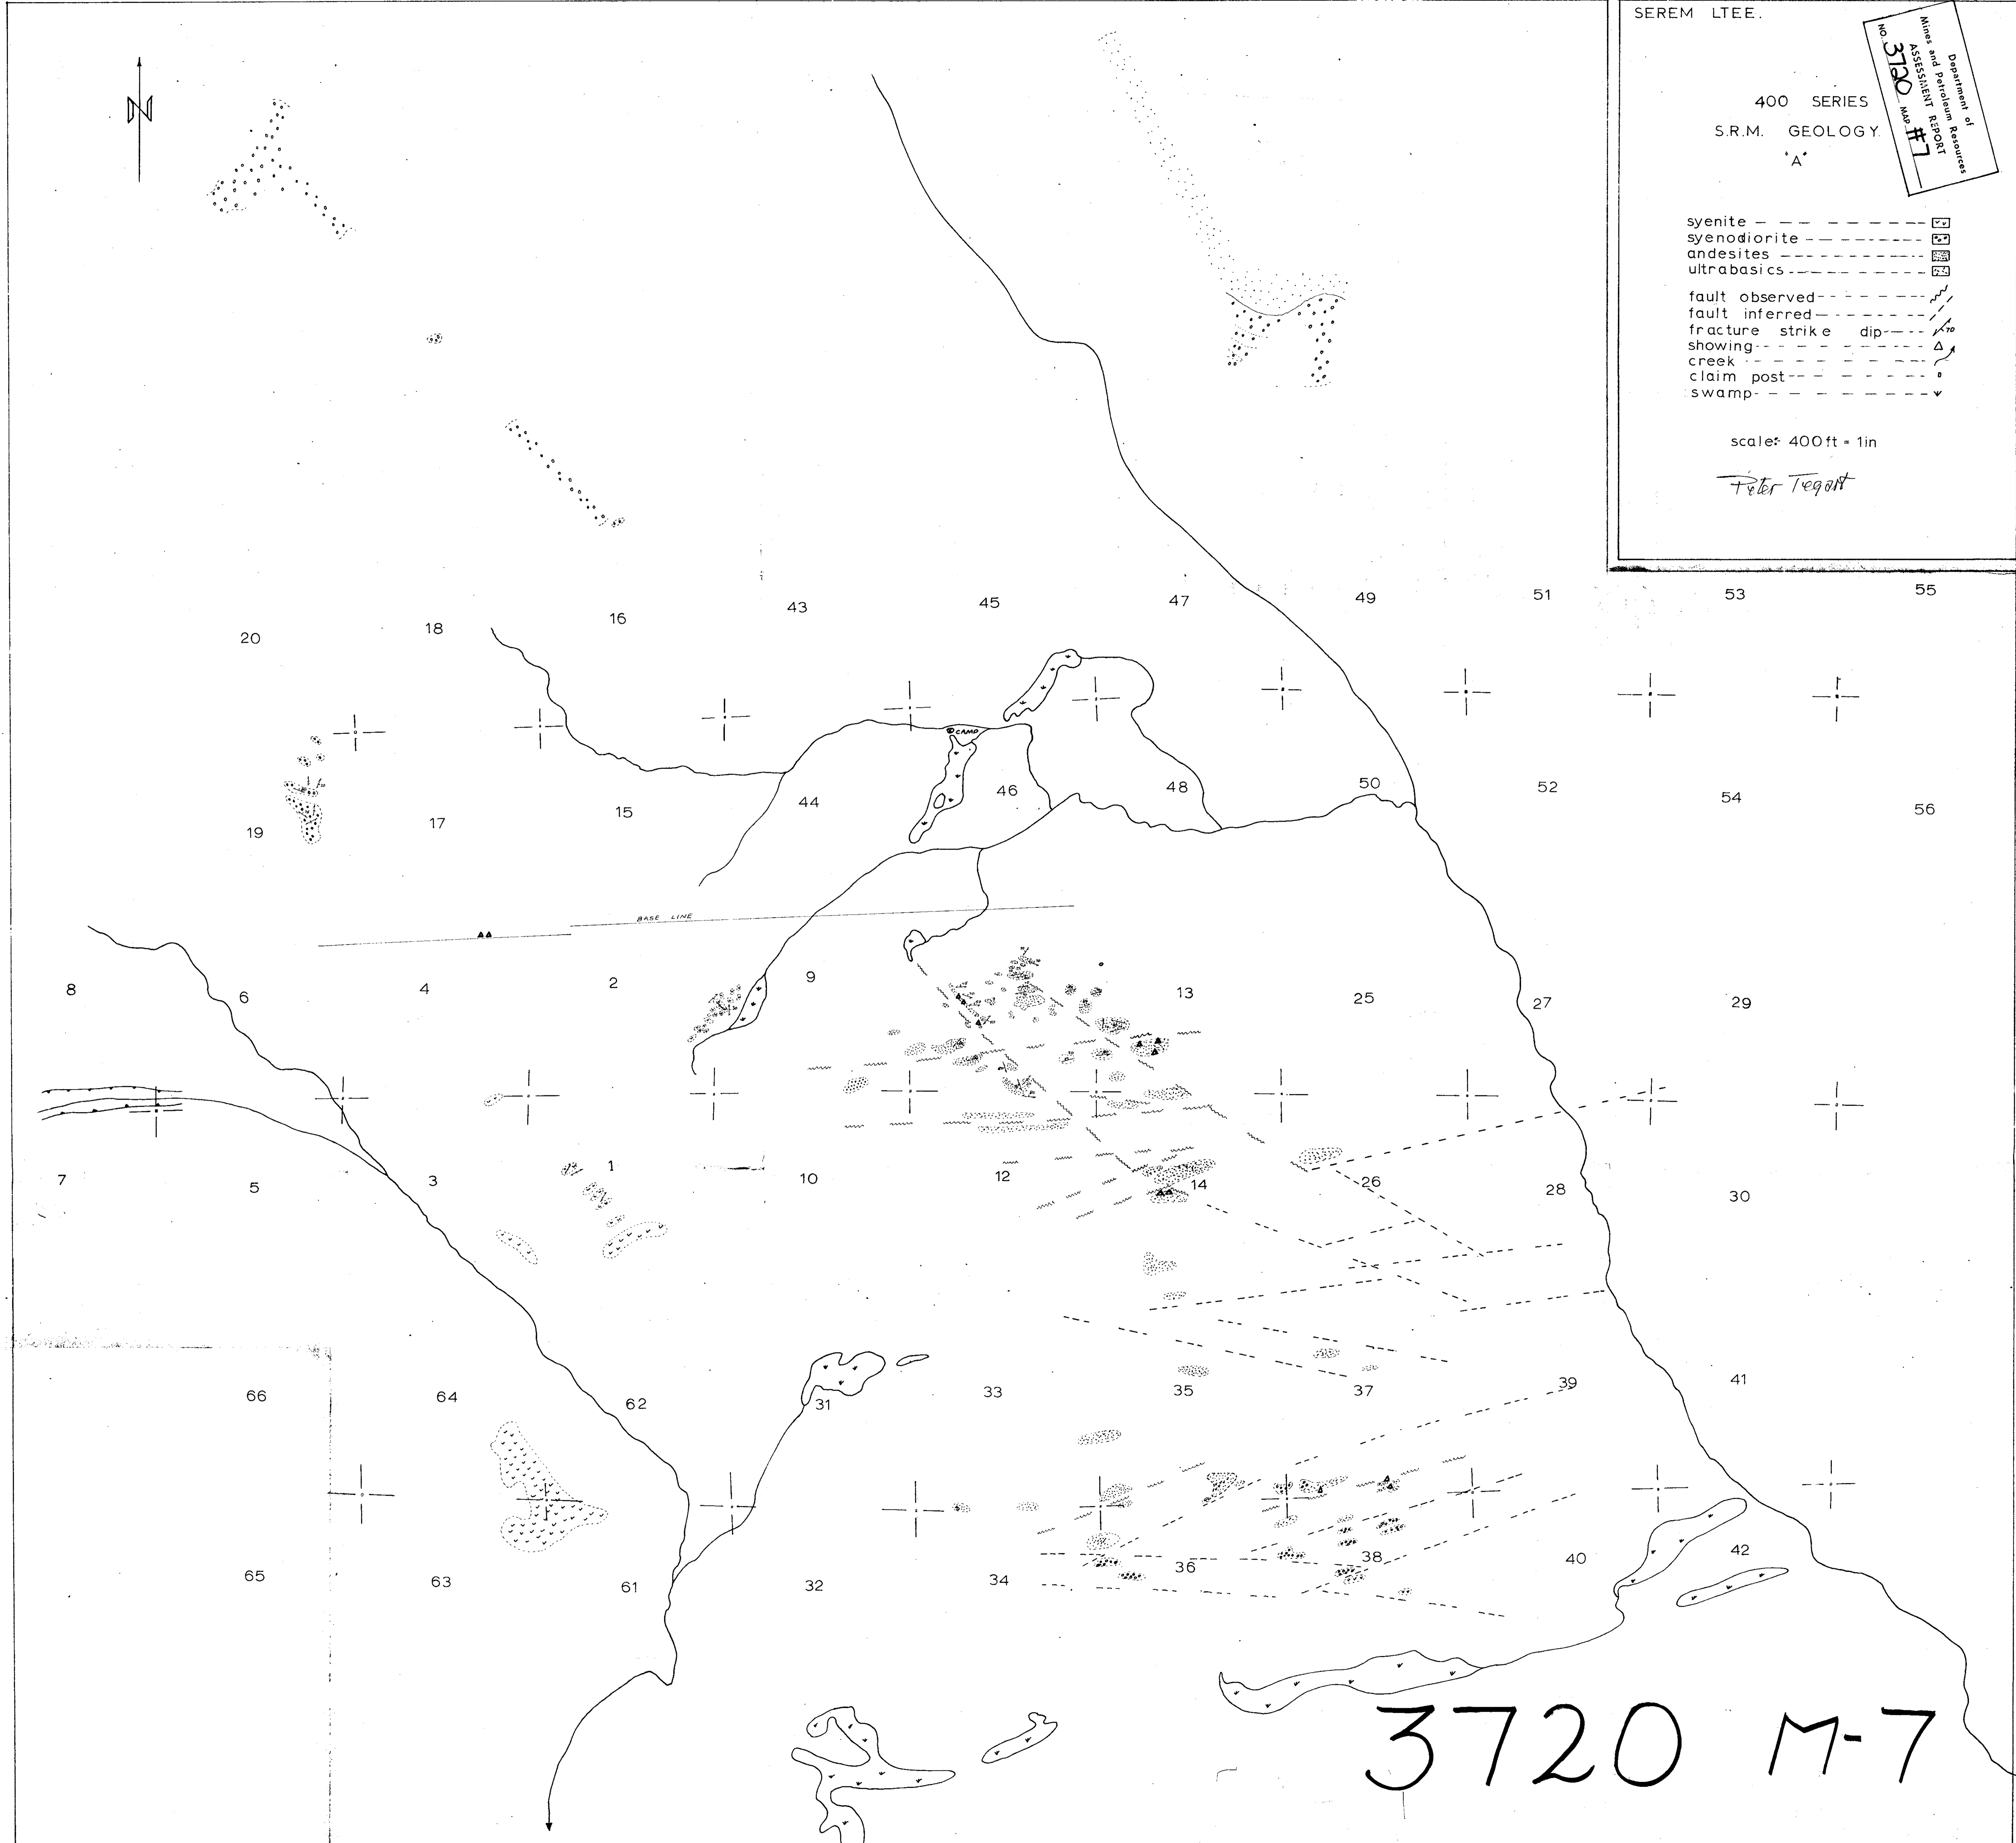 SEREM LTEE.
Department of
Mines and Petroleum Resources
ASSESSMENT REPORT
NO. 3720 MAP #7
400 SERIES
S.R.M. GEOLOGY
"A"
syenite
syenodiorite
andesites
ultrabasics
fault observed
fault inferred
fracture strike dip 70
showing
creek
claim post
swamp
scale: 400 ft = 1 in
Peter Tegart
N
20 18 16 43 45 47 49 51 53 55
CAMP
19 17 15 44 46 48 50 52 54 56
BASE LINE
8 6 4 2 9 13 25 27 29
7 5 3 1 10 12 14 26 28 30
66 64 62 31 33 35 37 39 41
65 63 61 32 34 36 38 40 42
3720 M-7